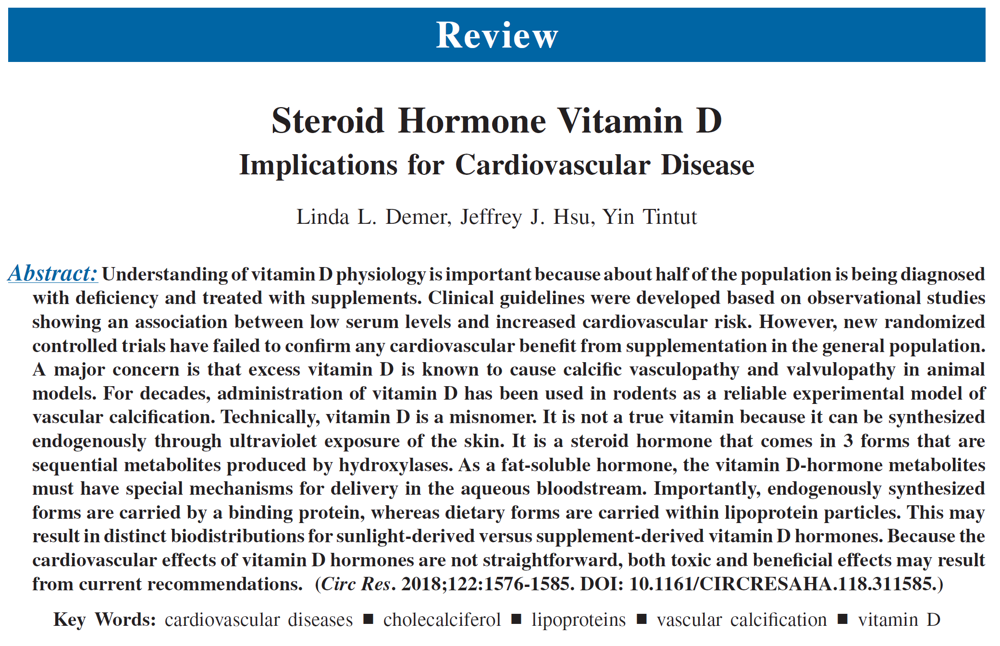 Review
Steroid Hormone Vitamin D
Implications for Cardiovascular Disease
Linda L. Demer, Jeffrey J. Hsu, Yin Tintut
Abstract: Understanding of vitamin D physiology is important because about half of the population is being diagnosed
with deficiency and treated with supplements. Clinical guidelines were developed based on observational studies
showing an association between low serum levels and increased cardiovascular risk. However, new randomized
controlled trials have failed to confirm any cardiovascular benefit from supplementation in the general population.
A major concern is that excess vitamin D is known to cause calcific vasculopathy and valvulopathy in animal
models. For decades, administration of vitamin D has been used in rodents as a reliable experimental model of
vascular calcification. Technically, vitamin D is a misnomer. It is not a true vitamin because it can be synthesized
endogenously through ultraviolet exposure of the skin. It is a steroid hormone that comes in 3 forms that are
sequential metabolites produced by hydroxylases. As a fat-soluble hormone, the vitamin D-hormone metabolites
must have special mechanisms for delivery in the aqueous bloodstream. Importantly, endogenously synthesized
forms are carried by a binding protein, whereas dietary forms are carried within lipoprotein particles. This may
result in distinct biodistributions for sunlight-derived versus supplement-derived vitamin D hormones. Because the
cardiovascular effects of vitamin D hormones are not straightforward, both toxic and beneficial effects may result
from current recommendations. (Circ Res. 2018;122:1576-1585. DOI: 10.1161/CIRCRESAHA.118.311585.)
Key Words: cardiovascular diseases ■ cholecalciferol ■ lipoproteins ■ vascular calcification ■ vitamin D